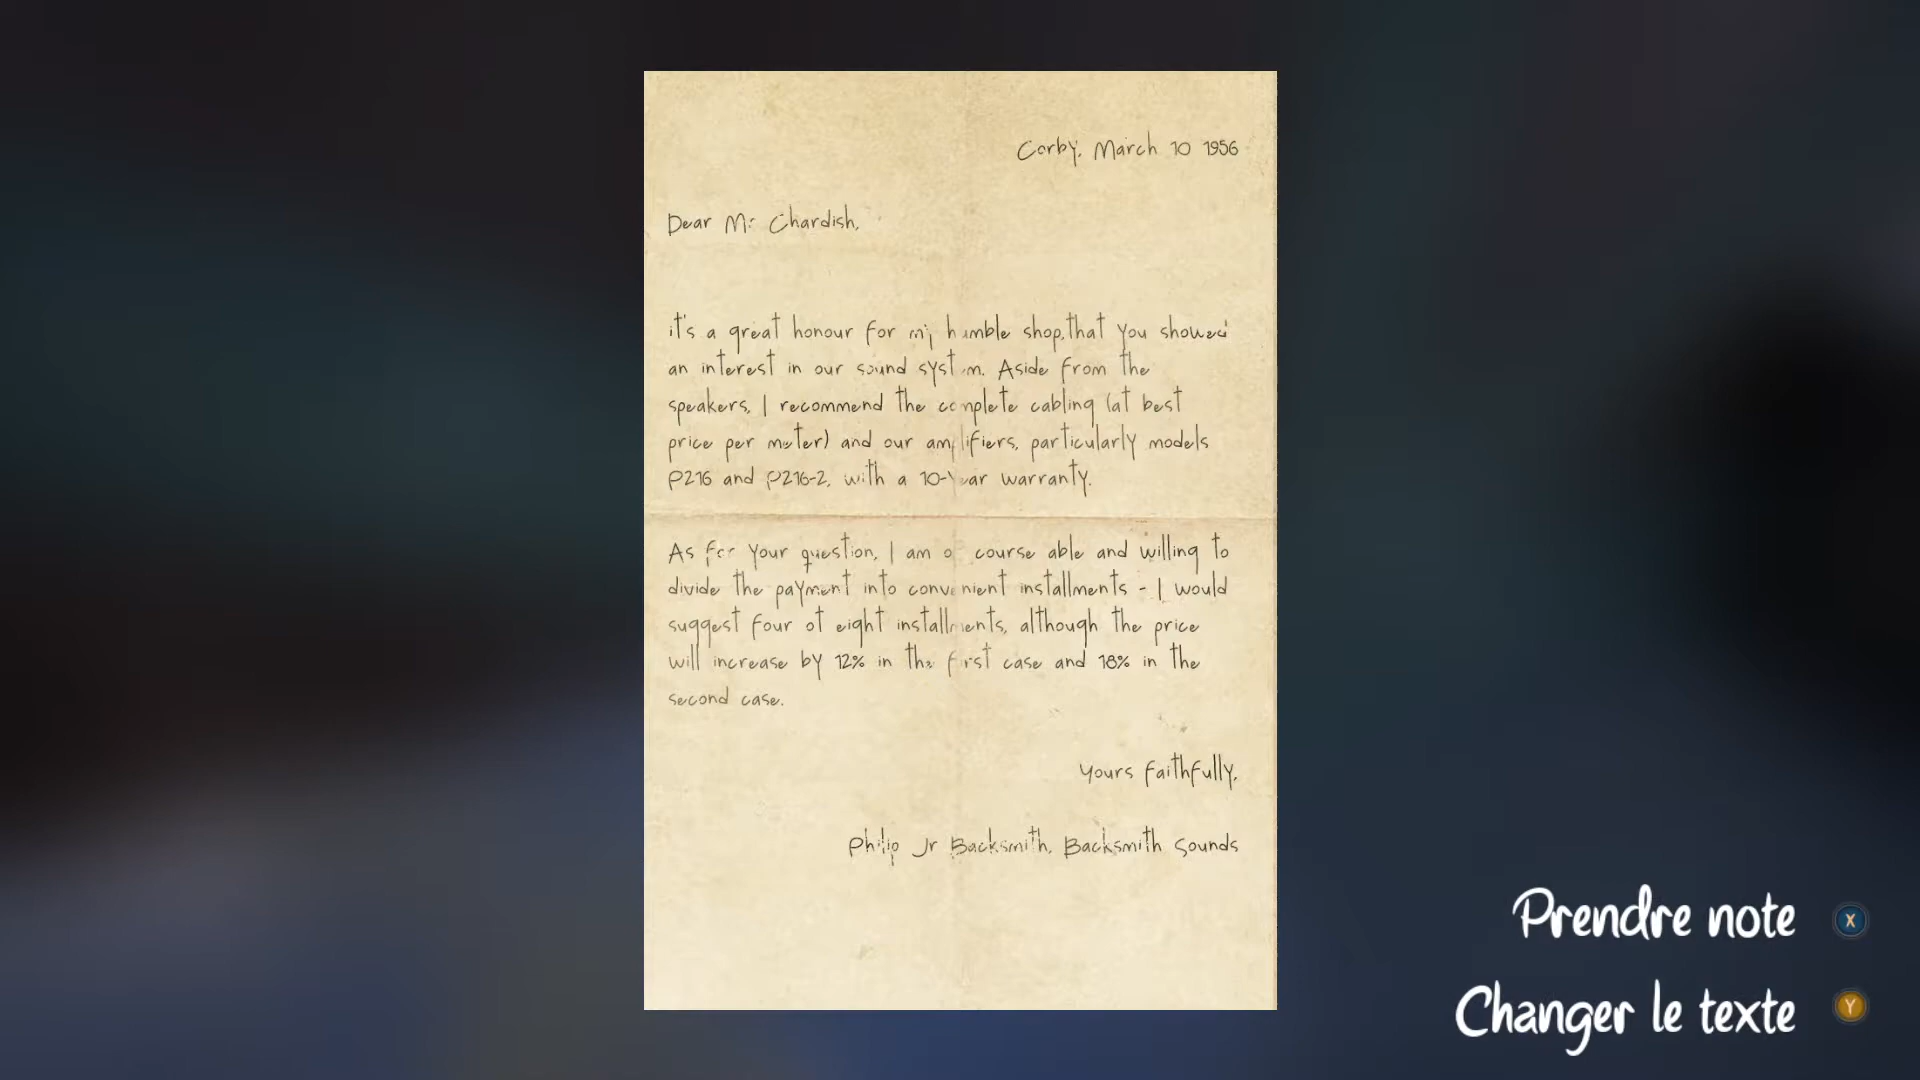 Corby, March 10 1956
Dear Mr Chardish,
it's a great honour for my humble shop, that you showed
an interest in our sound system. Aside from the
speakers, I recommend the complete cabling (at best
price per meter) and our amplifiers, particularly models
P216 and P216-2, with a 10-year warranty.
As for your question, I am of course able and willing to
divide the payment into convenient installments - I would
suggest four ot eight installments, although the price
will increase by 12% in the first case and 18% in the
second case.
Yours faithfully,
Philip Jr Backsmith, Backsmith Sounds
Prendre note X
Changer le texte Y